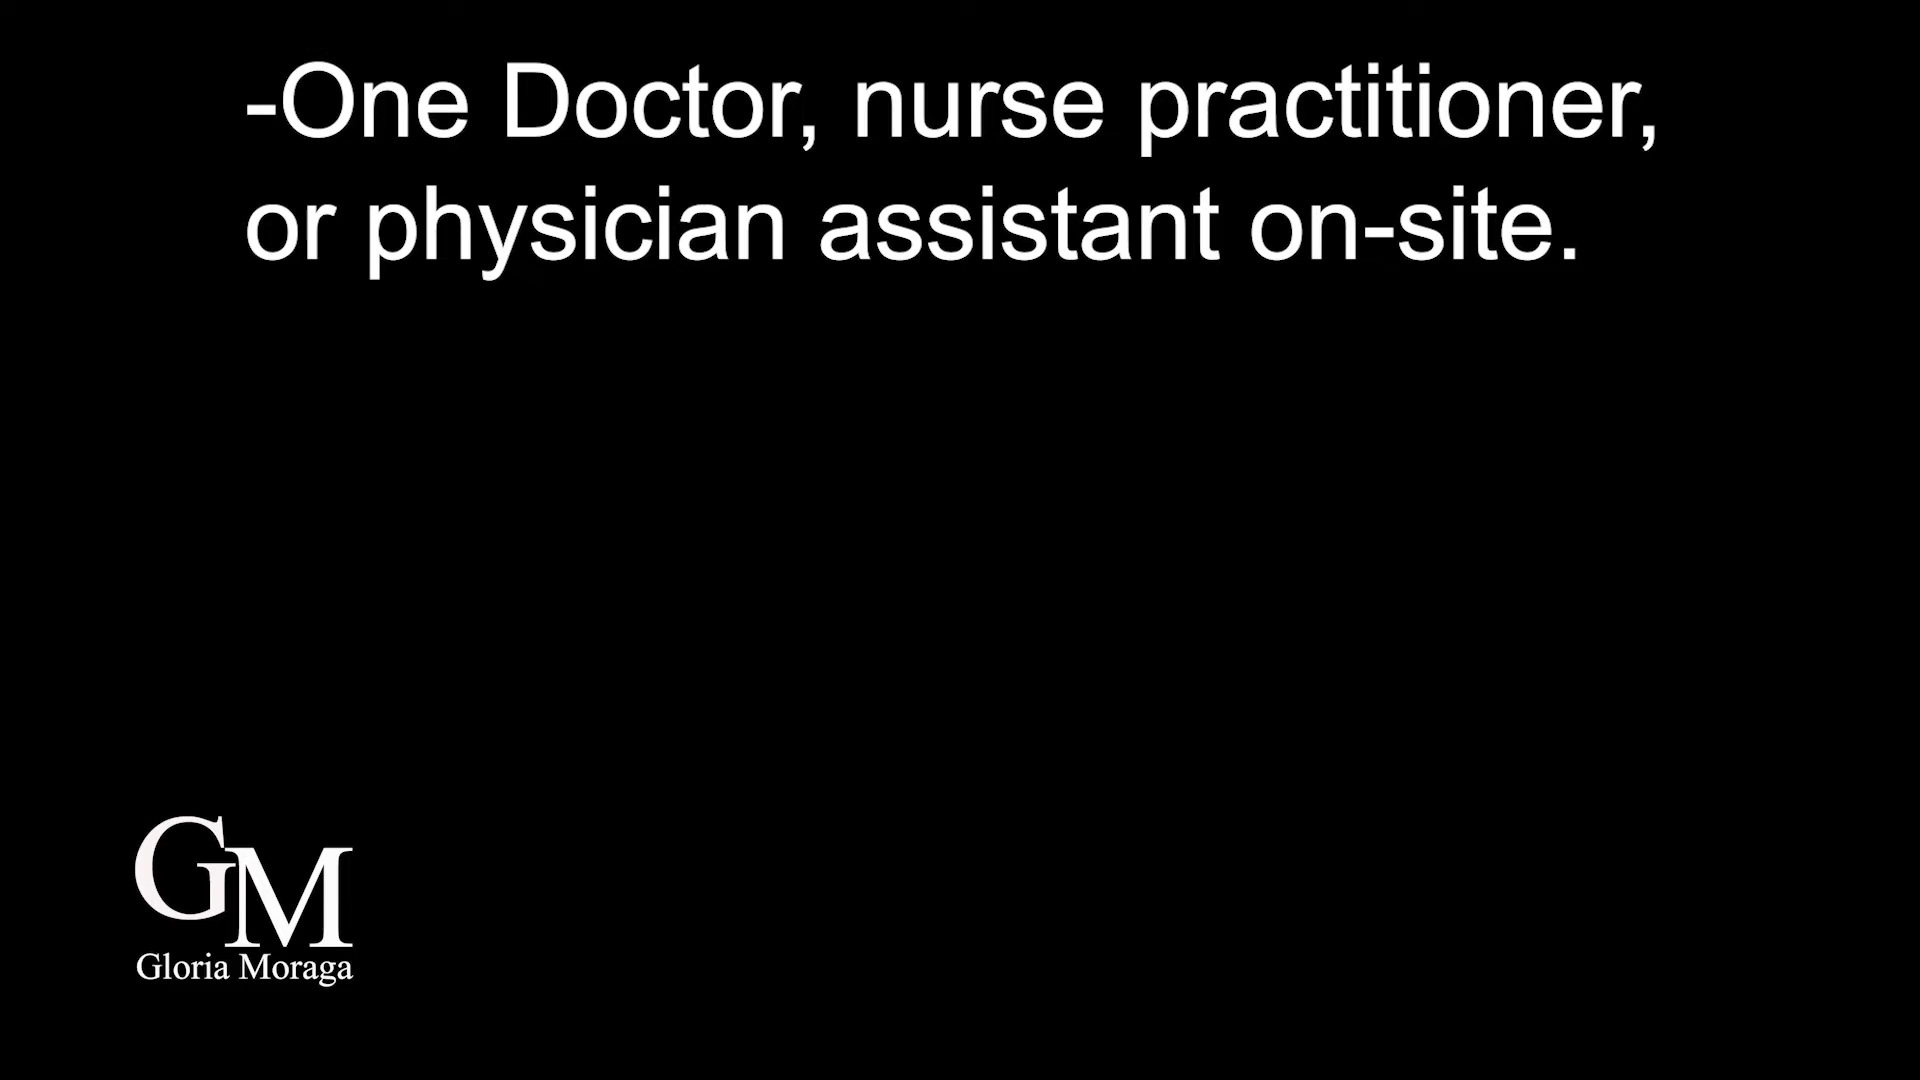 -One Doctor, nurse practitioner,
or physician assistant on-site.
GM
Gloria Moraga